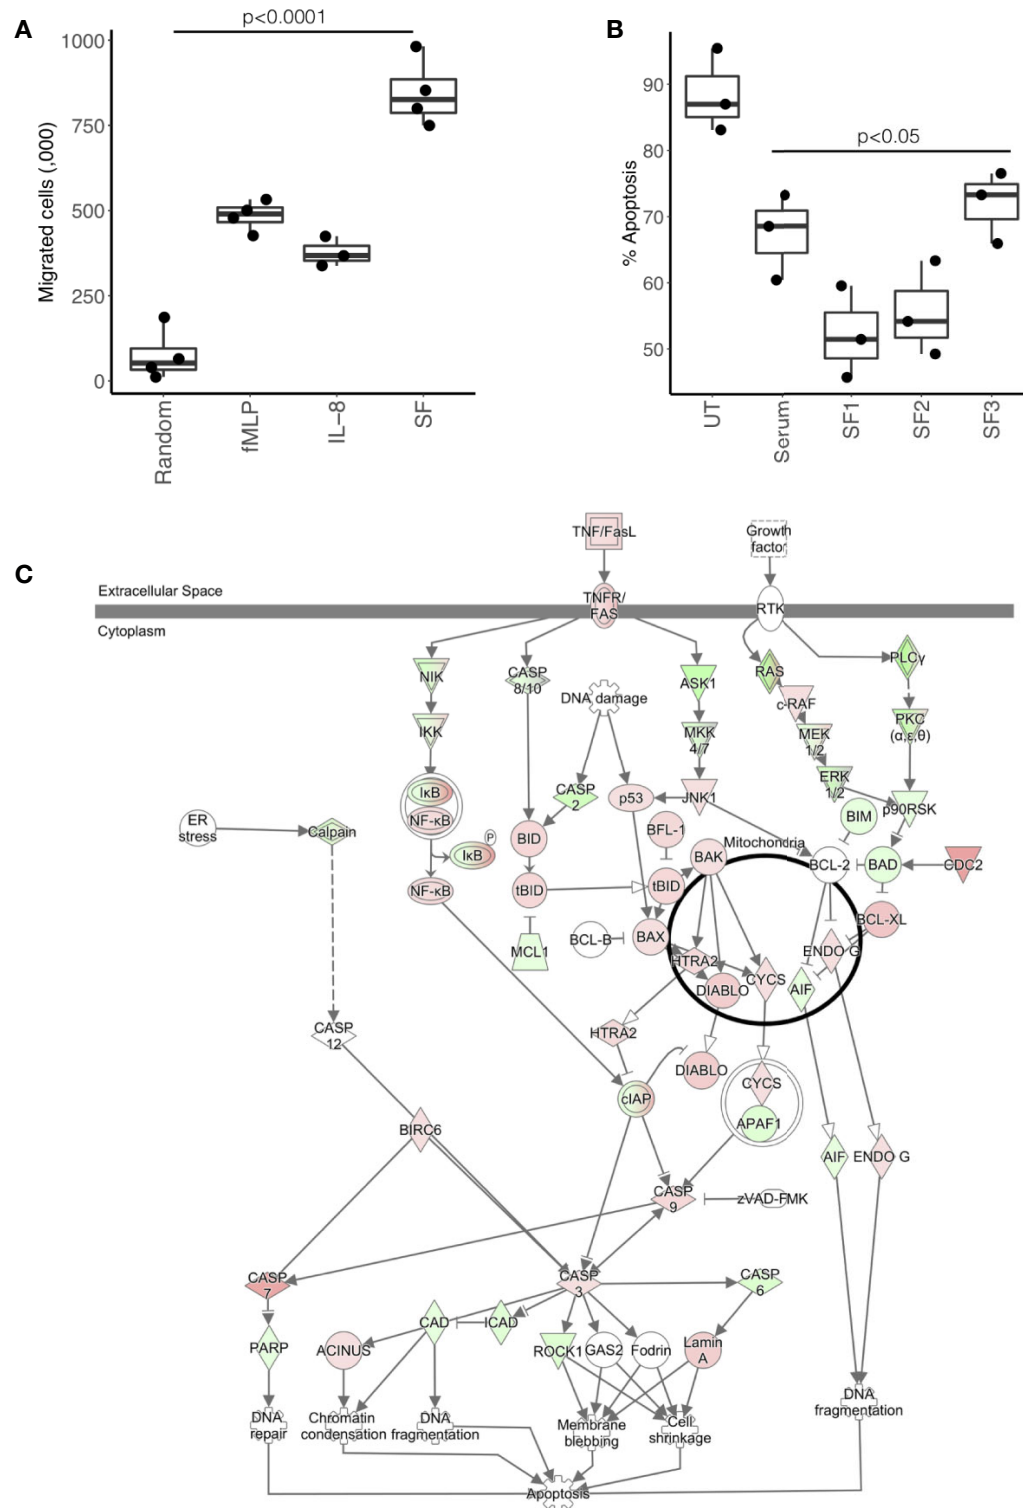 A
p<0.0001
Migrated cells (,000)
1000
750
500
250
0
Random
fMLP
IL-8
SF
B
p<0.05
% Apoptosis
90
80
70
60
50
UT
Serum
SF1
SF2
SF3
C
TNF/FasL
Growth
factor
Extracellular Space
TNFR/
FAS
RTK
Cytoplasm
NIK
CASP
8/10
DNA damage
ASK1
RAS
PLCγ
c-RAF
IKK
MKK
4/7
MEK
1/2
PKC
(α,ε,θ)
ERK
1/2
IκB
NF-κB
CASP
2
p53
JNK1
p90RSK
BIM
ER
stress
Calpain
P
IκB
BID
BFL-1
Mitochondria
BAK
BCL-2
BAD
CDC2
NF-κB
tBID
tBID
BCL-XL
MCL1
BCL-B
BAX
HTRA2
DIABLO
CYCS
ENDO G
AIF
CASP
12
HTRA2
DIABLO
CYCS
cIAP
APAF1
BIRC6
AIF
ENDO G
CASP
9
zVAD-FMK
CASP
7
CASP
3
CASP
6
PARP
ACINUS
CAD
ICAD
ROCK1
GAS2
Fodrin
Lamin
A
DNA
repair
Chromatin
condensation
DNA
fragmentation
Membrane
blebbing
Cell
shrinkage
DNA
fragmentation
Apoptosis